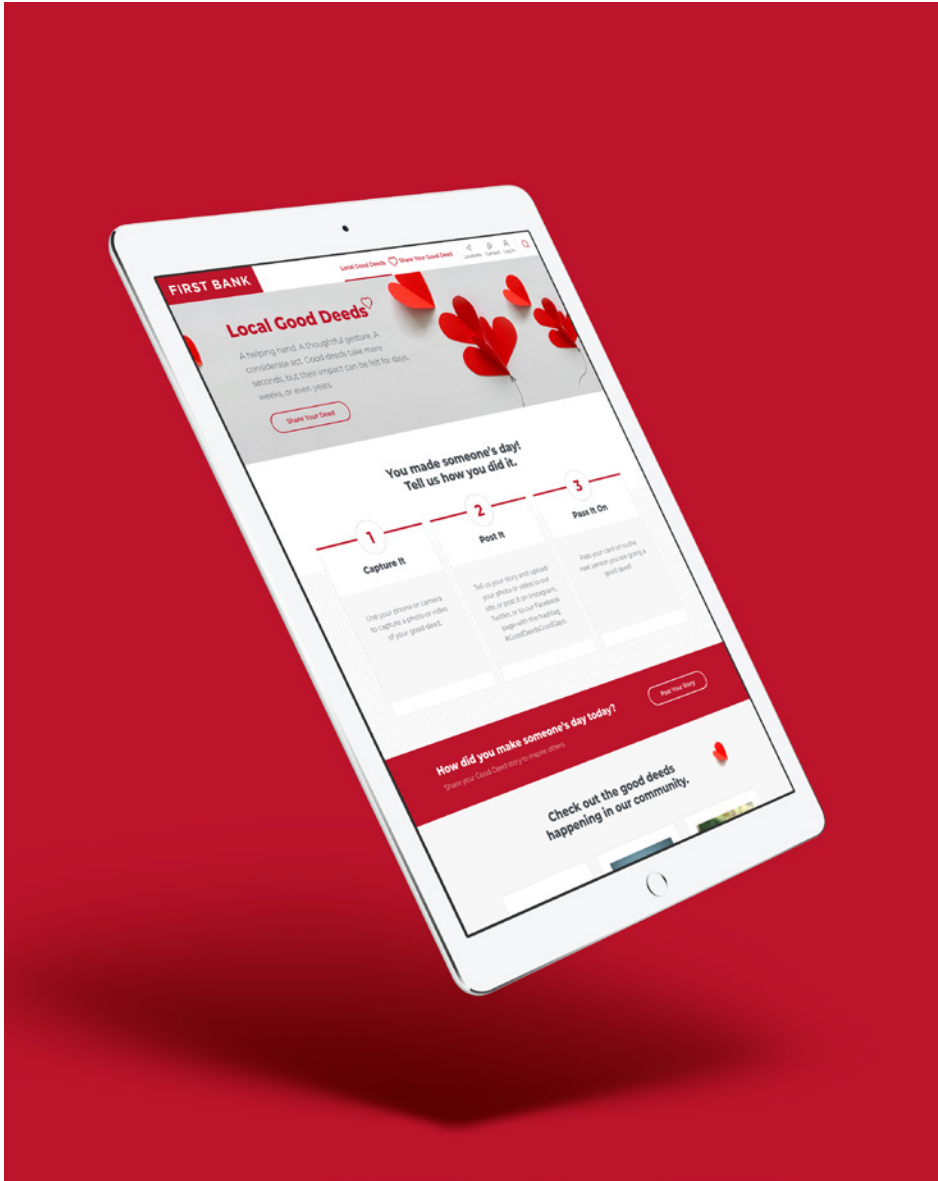 FIRST BANK
Local Good Deeds Share Your Good Deed Locations Contact Log In
Local Good Deeds
A helping hand. A thoughtful gesture. A
considerate act. Good deeds take mere
seconds, but their impact can be felt for days,
weeks, or even years.
Share Your Deed
You made someone's day!
Tell us how you did it.
1
Capture It
Use your phone or camera
to capture a photo or video
of your good deed.
2
Post It
Tell us your story and upload
your photo or video to our
site, or post it on Instagram,
Twitter, or to our Facebook
page with the hashtag
#GoodDeedsGoodDays.
3
Pass It On
Pass your card on to the
next person you see doing a
good deed!
How did you make someone's day today?
Share your Good Deed story to inspire others.
Post Your Story
Check out the good deeds
happening in our community.